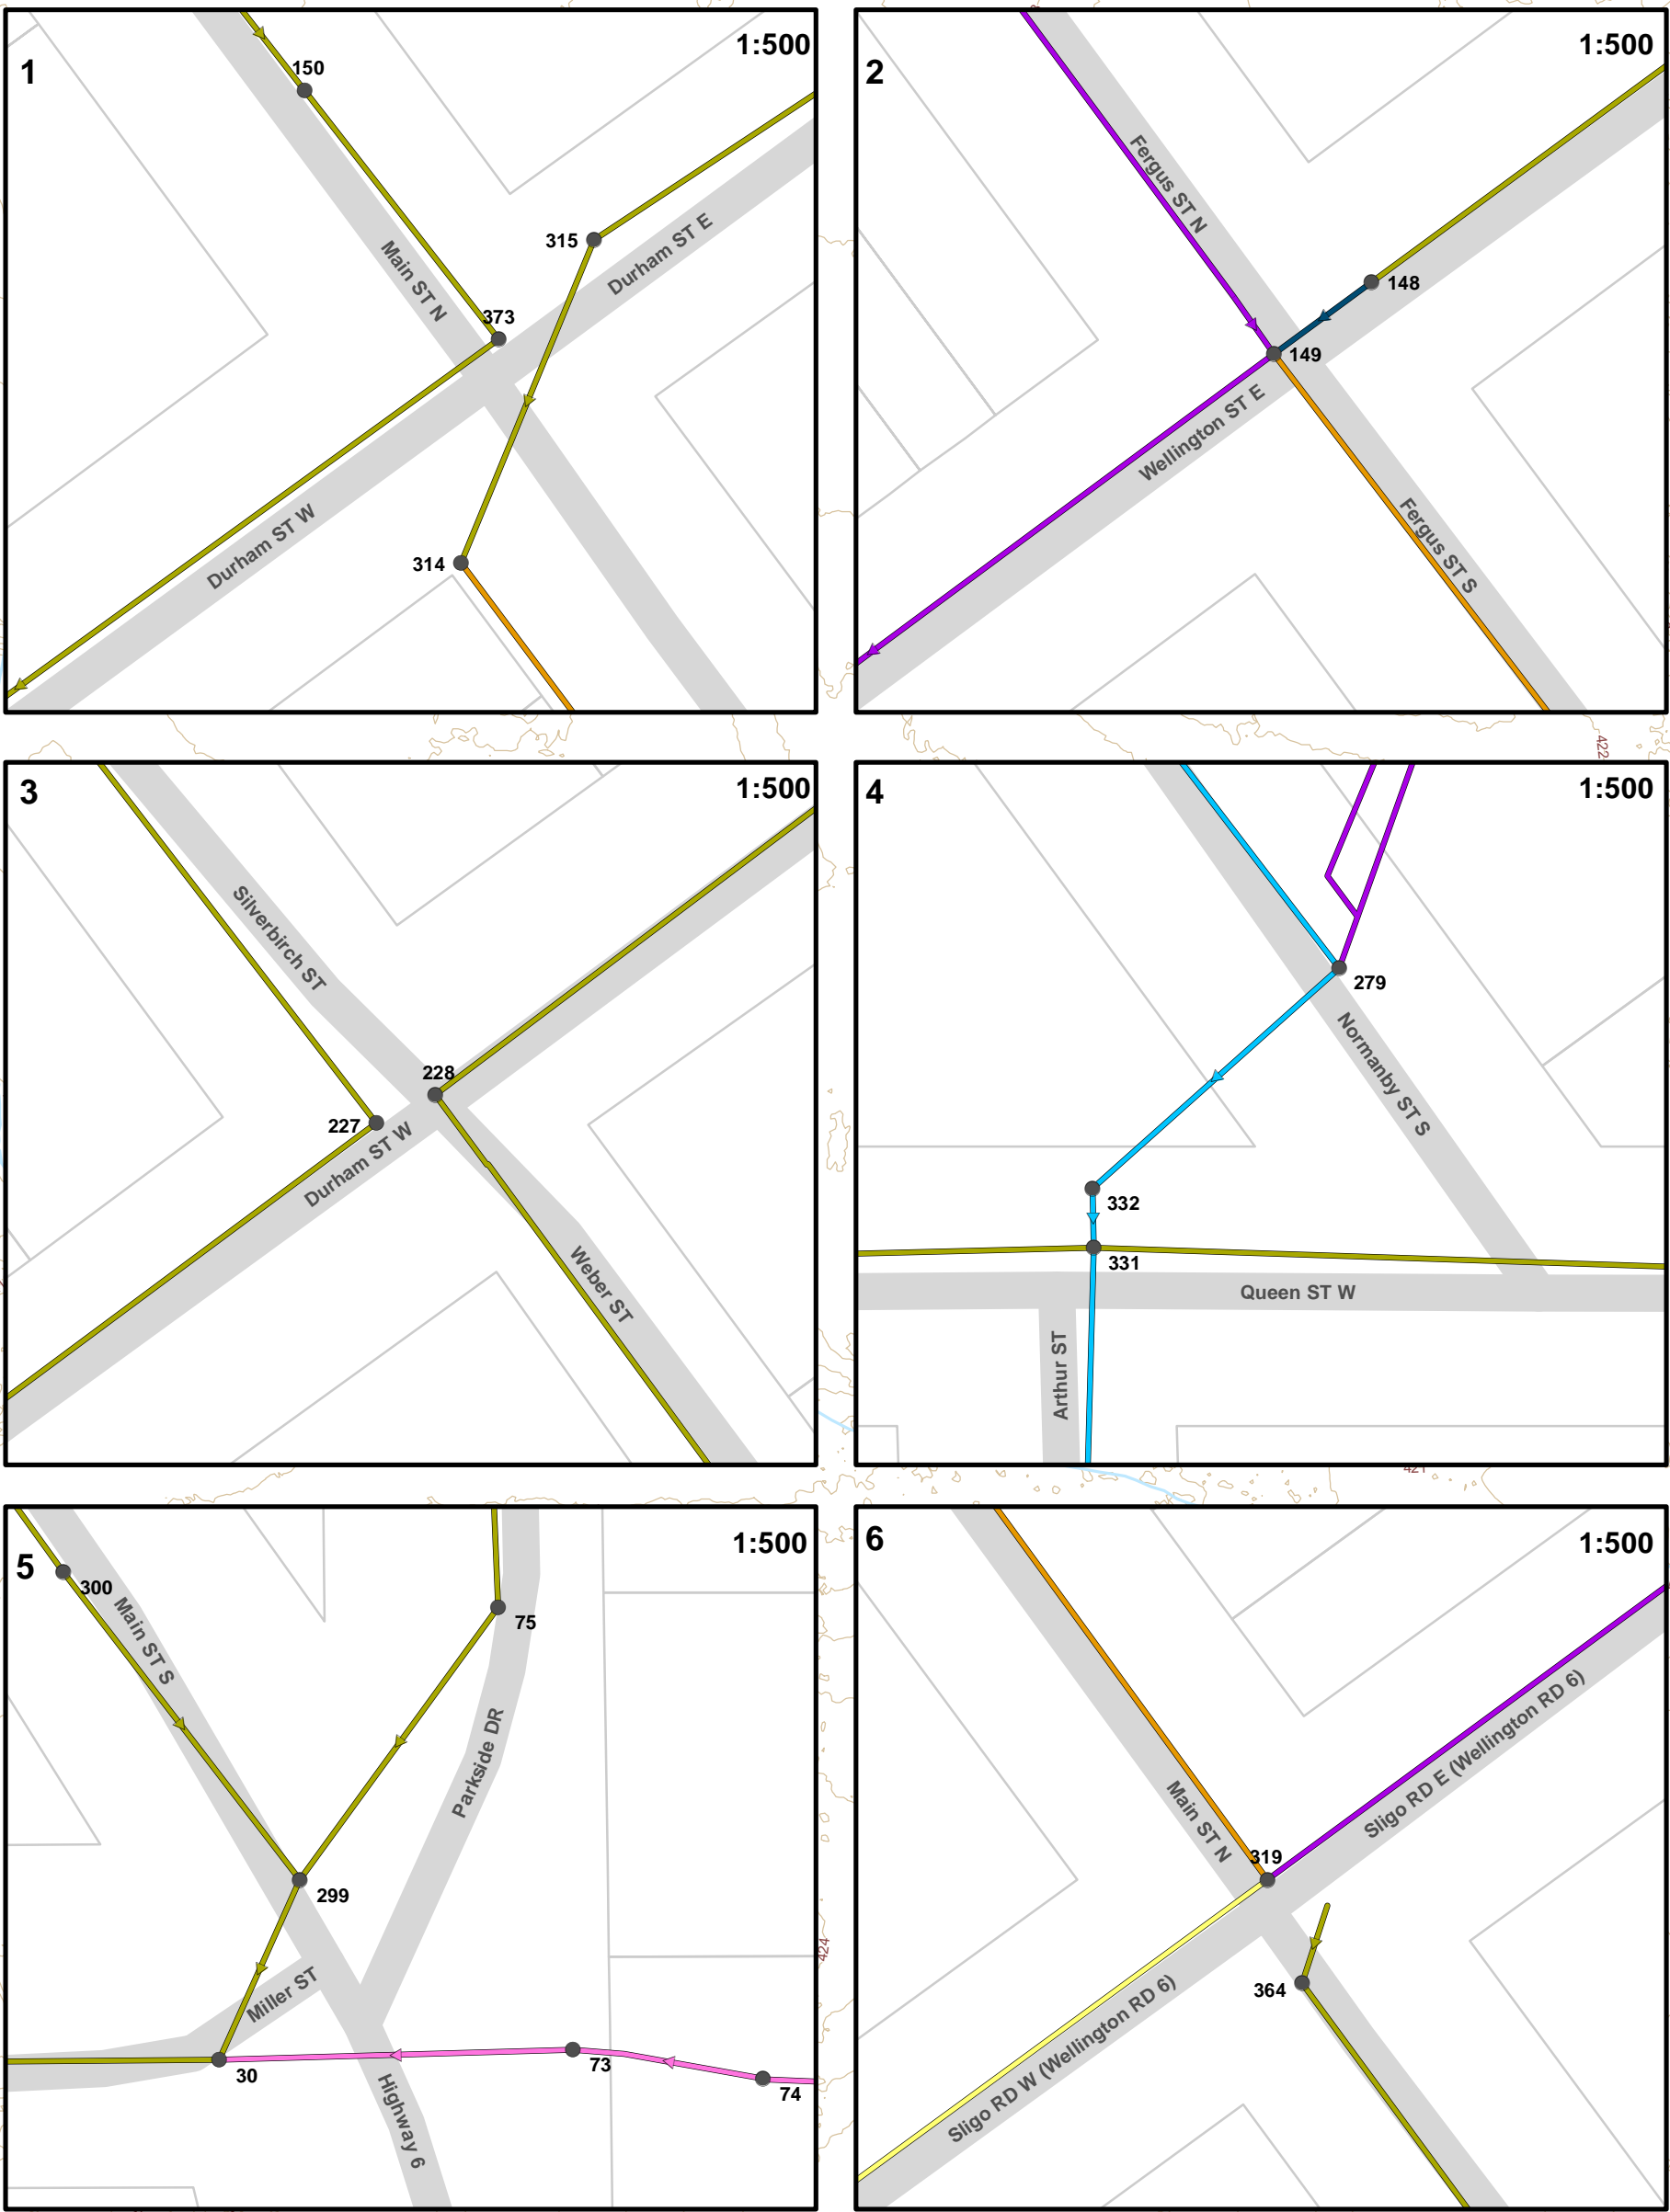 1
1:500
150
Main ST N
373
315
Durham ST E
Durham ST W
314
2
1:500
Fergus ST N
148
149
Wellington ST E
Fergus ST S
3
1:500
Silverbirch ST
228
227
Durham ST W
Weber ST
422
4
1:500
279
Normanby ST S
332
331
Queen ST W
Arthur ST
421
5
1:500
300
Main ST S
75
Parkside DR
299
Miller ST
30
73
74
Highway 6
424
6
1:500
Main ST N
319
Sligo RD E (Wellington RD 6)
364
Sligo RD W (Wellington RD 6)